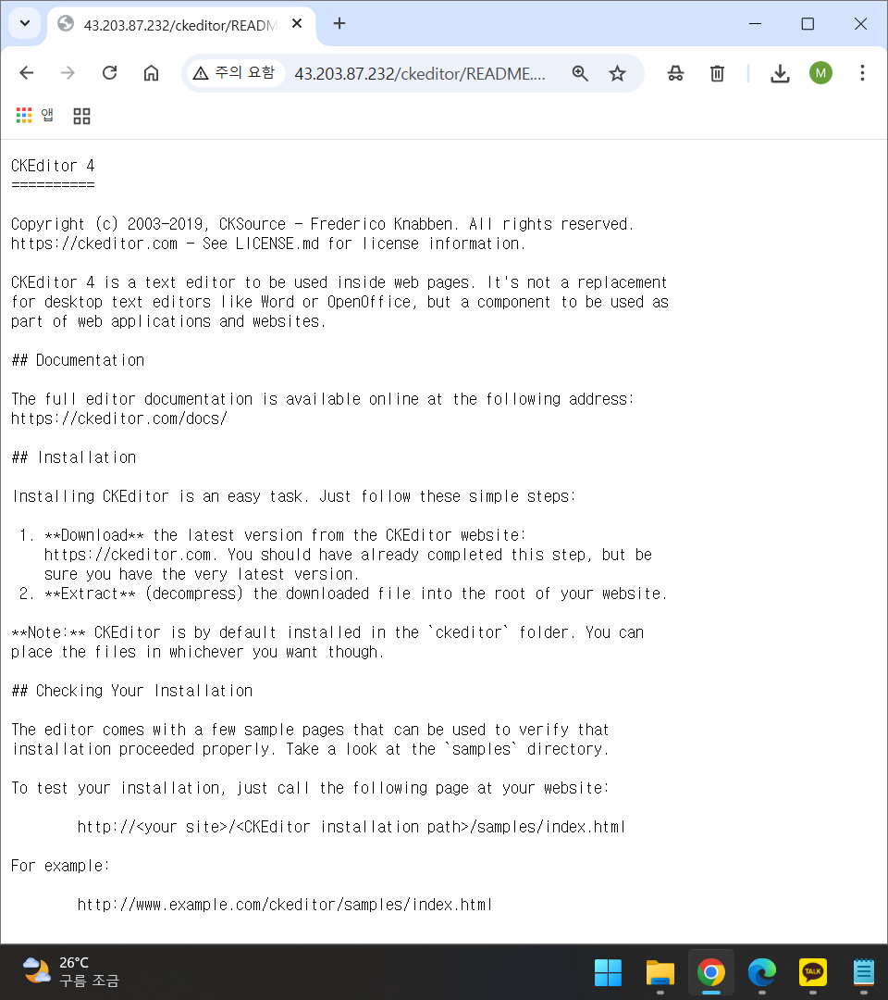 43.203.87.232/ckeditor/READM
주의 요함
43.203.87.232/ckeditor/README....
M
앱
CKEditor 4
==========
Copyright (c) 2003-2019, CKSource - Frederico Knabben. All rights reserved.
https://ckeditor.com - See LICENSE.md for license information.
CKEditor 4 is a text editor to be used inside web pages. It's not a replacement
for desktop text editors like Word or OpenOffice, but a component to be used as
part of web applications and websites.
## Documentation
The full editor documentation is available online at the following address:
https://ckeditor.com/docs/
## Installation
Installing CKEditor is an easy task. Just follow these simple steps:
1. **Download** the latest version from the CKEditor website:
https://ckeditor.com. You should have already completed this step, but be
sure you have the very latest version.
2. **Extract** (decompress) the downloaded file into the root of your website.
**Note:** CKEditor is by default installed in the `ckeditor` folder. You can
place the files in whichever you want though.
## Checking Your Installation
The editor comes with a few sample pages that can be used to verify that
installation proceeded properly. Take a look at the `samples` directory.
To test your installation, just call the following page at your website:
http://<your site>/<CKEditor installation path>/samples/index.html
For example:
http://www.example.com/ckeditor/samples/index.html
26°C
구름 조금
TALK